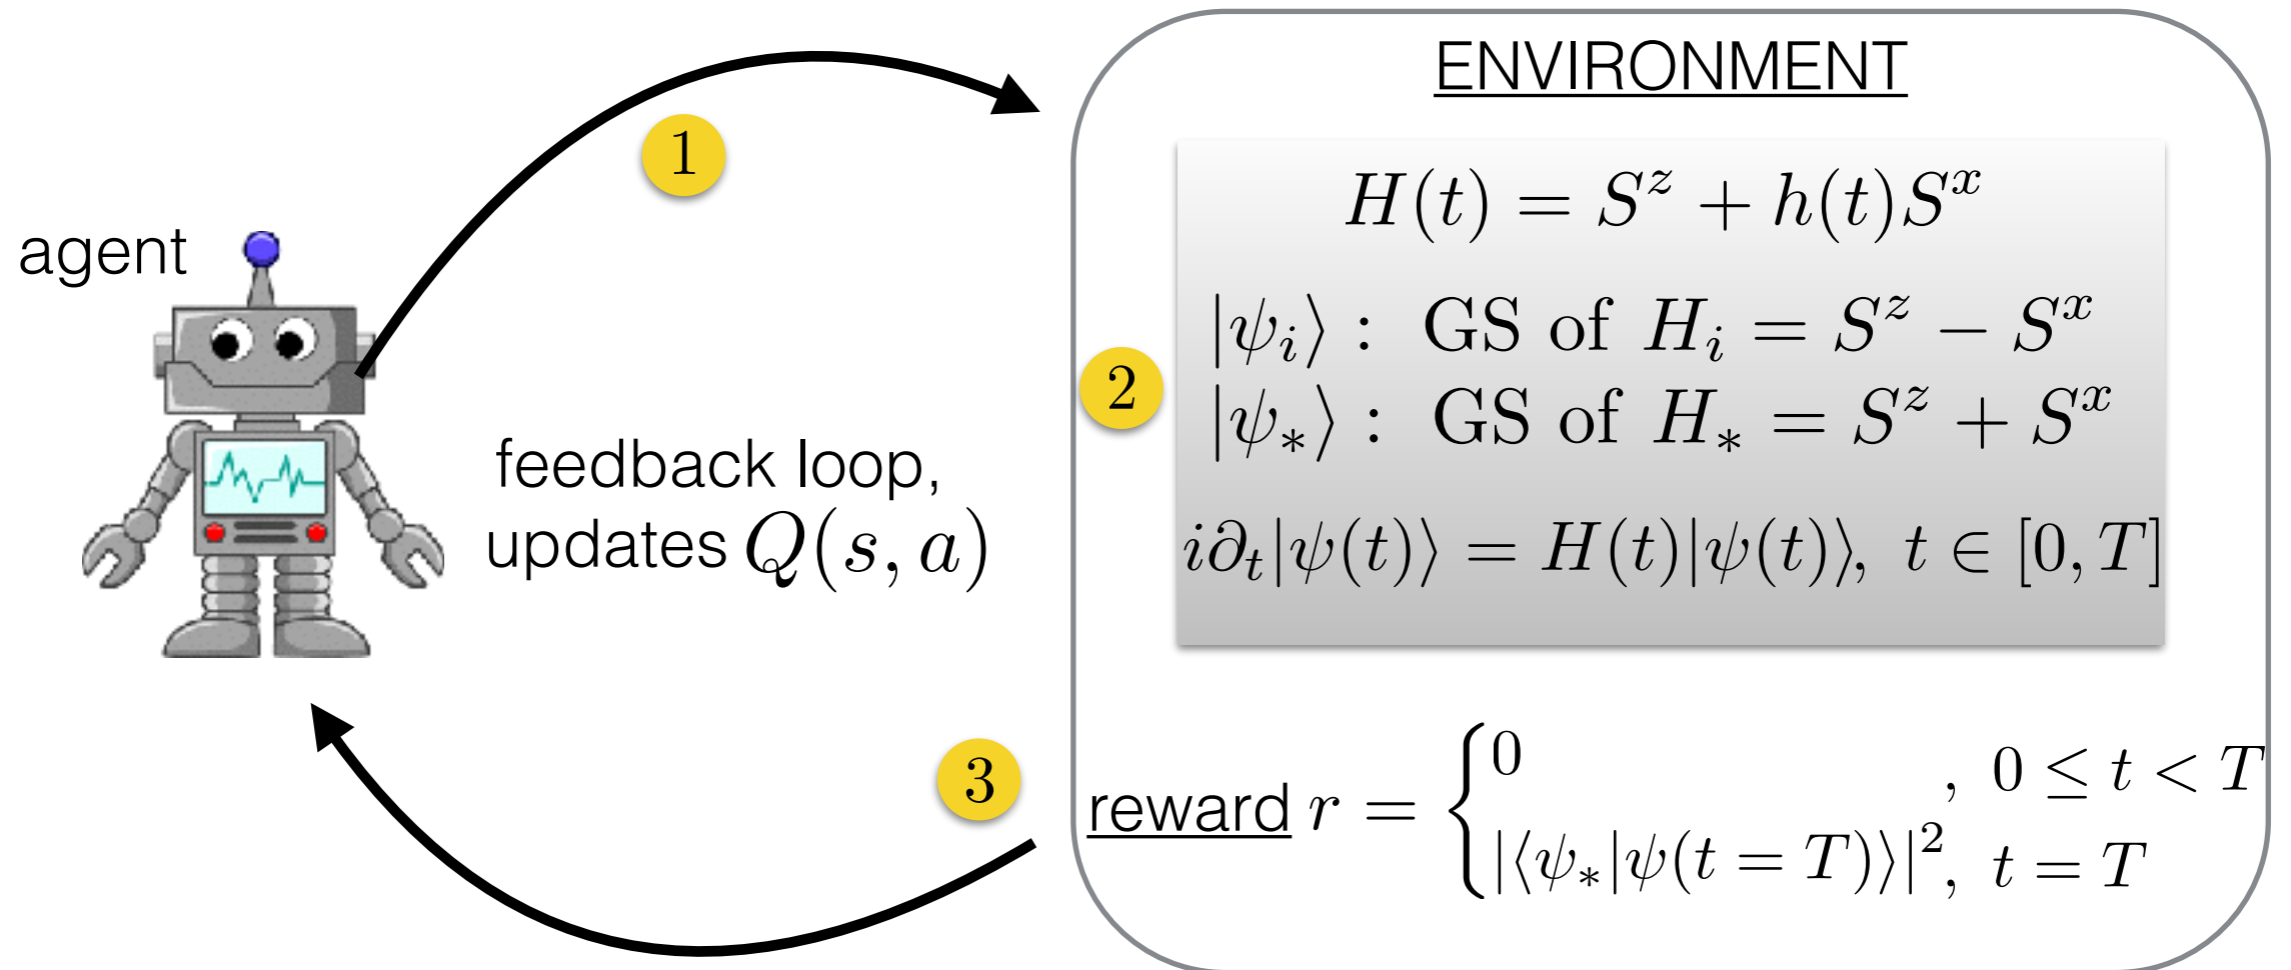 ENVIRONMENT
1
H(t) = S^z + h(t)S^x
agent
|ψ_i⟩ : GS of H_i = S^z − S^x
2
|ψ_*⟩ : GS of H_* = S^z + S^x
feedback loop,
updates Q(s, a)
i∂_t|ψ(t)⟩ = H(t)|ψ(t)⟩, t ∈ [0, T]
3
reward r = { 0 , 0 ≤ t < T
|⟨ψ_*|ψ(t = T)⟩|^2, t = T